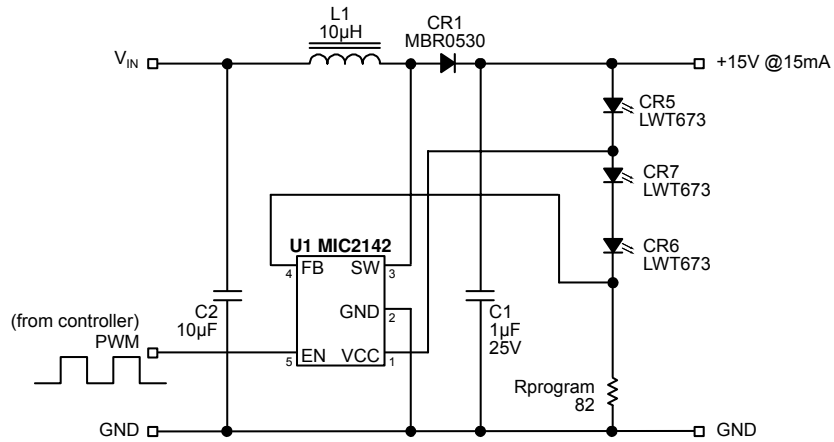 L1
10µH
CR1
MBR0530
V_IN
+15V @15mA
CR5
LWT673
CR7
LWT673
U1 MIC2142
CR6
LWT673
4
FB
SW
3
GND
2
C2
10µF
C1
1µF
25V
(from controller)
PWM
5
EN
VCC
1
Rprogram
82
GND
GND